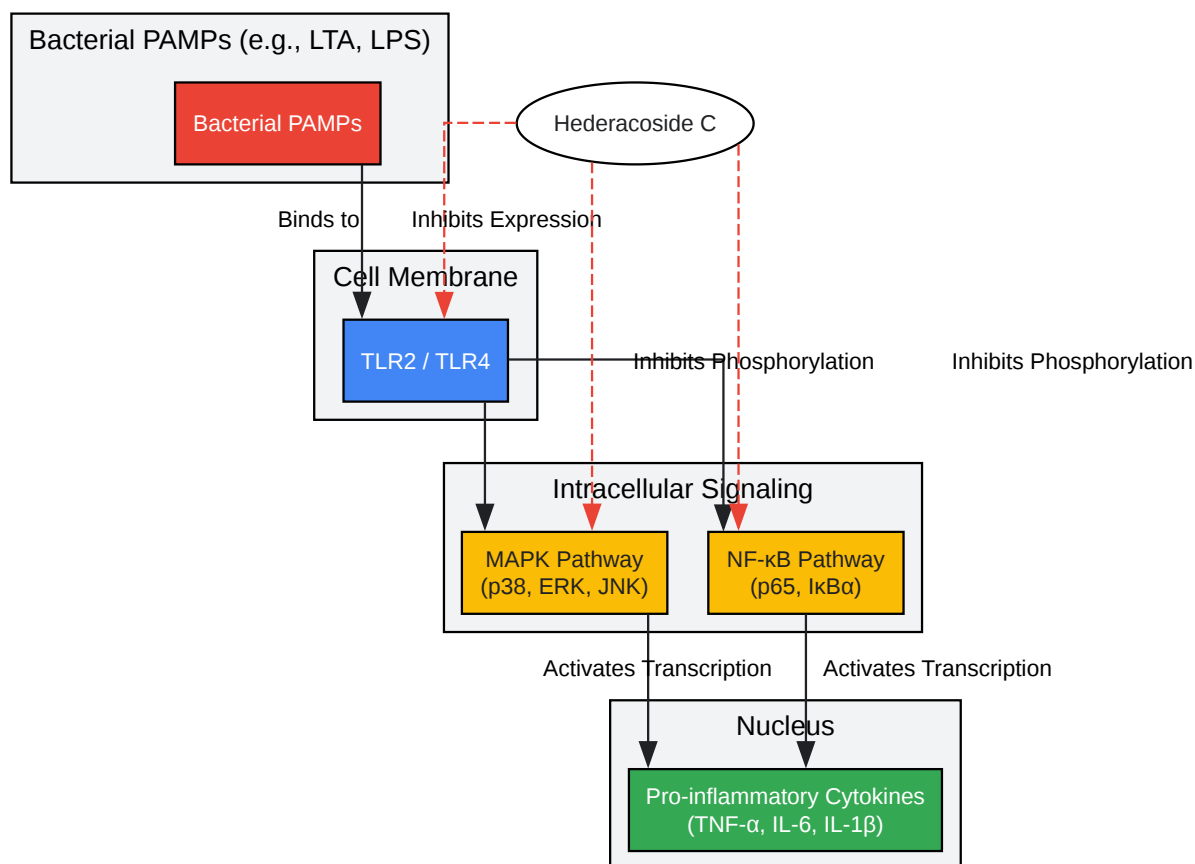 Bacterial PAMPs (e.g., LTA, LPS)
Bacterial PAMPs
Hederacoside C
Binds to
Inhibits Expression
Cell Membrane
TLR2 / TLR4
Inhibits Phosphorylation
Inhibits Phosphorylation
Intracellular Signaling
MAPK Pathway
(p38, ERK, JNK)
NF-κB Pathway
(p65, IκBα)
Activates Transcription
Activates Transcription
Nucleus
Pro-inflammatory Cytokines
(TNF-α, IL-6, IL-1β)